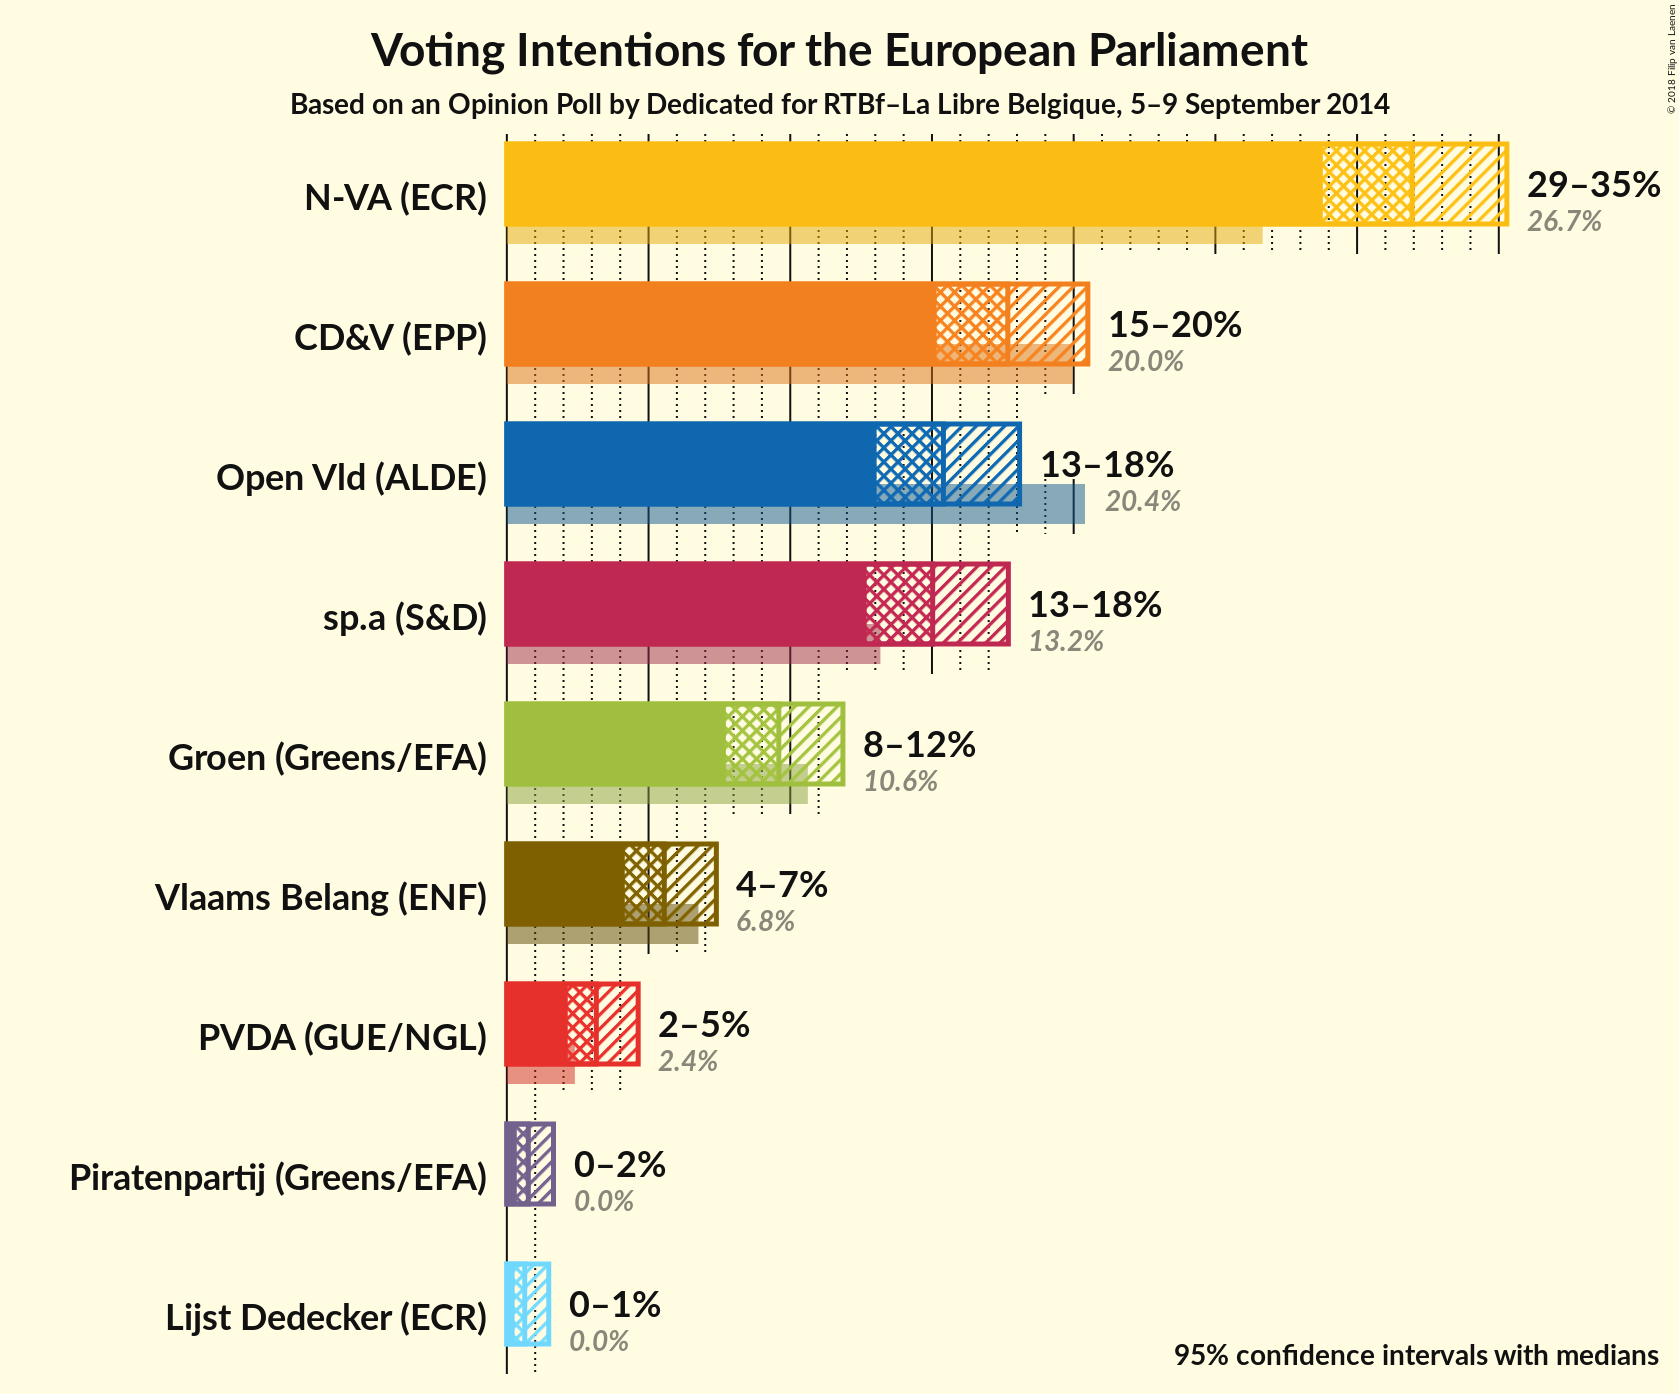 Voting Intentions for the European Parliament
Based on an Opinion Poll by Dedicated for RTBf–La Libre Belgique, 5–9 September 2014
© 2018 Filip van Laenen
N-VA (ECR)
29–35%
26.7%
CD&V (EPP)
15–20%
20.0%
Open Vld (ALDE)
13–18%
20.4%
sp.a (S&D)
13–18%
13.2%
Groen (Greens/EFA)
8–12%
10.6%
Vlaams Belang (ENF)
4–7%
6.8%
PVDA (GUE/NGL)
2–5%
2.4%
Piratenpartij (Greens/EFA)
0–2%
0.0%
Lijst Dedecker (ECR)
0–1%
0.0%
95% confidence intervals with medians